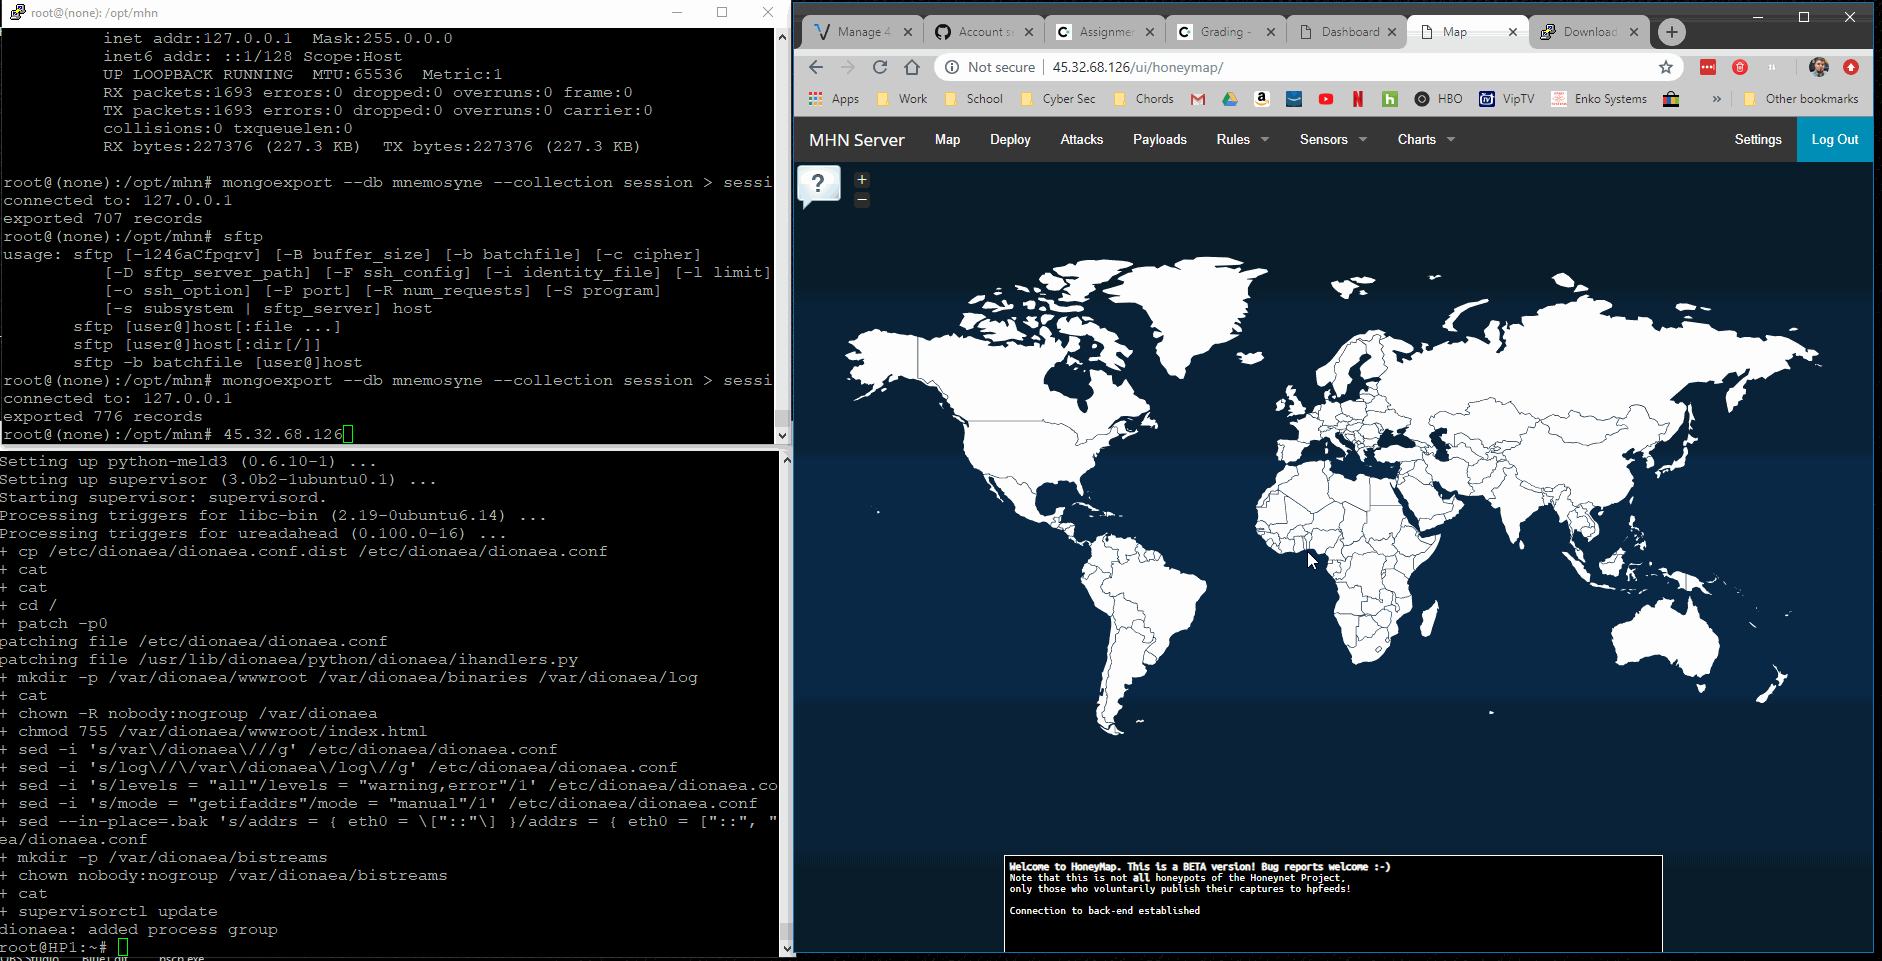 root@(none): /opt/mhn
inet addr:127.0.0.1  Mask:255.0.0.0
inet6 addr: ::1/128 Scope:Host
UP LOOPBACK RUNNING  MTU:65536  Metric:1
RX packets:1693 errors:0 dropped:0 overruns:0 frame:0
TX packets:1693 errors:0 dropped:0 overruns:0 carrier:0
collisions:0 txqueuelen:0
RX bytes:227376 (227.3 KB)  TX bytes:227376 (227.3 KB)
root@(none):/opt/mhn# mongoexport --db mnemosyne --collection session > sessi
connected to: 127.0.0.1
exported 707 records
root@(none):/opt/mhn# sftp
usage: sftp [-1246aCfpqrv] [-B buffer_size] [-b batchfile] [-c cipher]
[-D sftp_server_path] [-F ssh_config] [-i identity_file] [-l limit]
[-o ssh_option] [-P port] [-R num_requests] [-S program]
[-s subsystem | sftp_server] host
sftp [user@]host[:file ...]
sftp [user@]host[:dir[/]]
sftp -b batchfile [user@]host
root@(none):/opt/mhn# mongoexport --db mnemosyne --collection session > sessi
connected to: 127.0.0.1
exported 776 records
root@(none):/opt/mhn# 45.32.68.126
Setting up python-meld3 (0.6.10-1) ...
Setting up supervisor (3.0b2-1ubuntu0.1) ...
Starting supervisor: supervisord.
Processing triggers for libc-bin (2.19-0ubuntu6.14) ...
Processing triggers for ureadahead (0.100.0-16) ...
+ cp /etc/dionaea/dionaea.conf.dist /etc/dionaea/dionaea.conf
+ cat
+ cat
+ cd /
+ patch -p0
patching file /etc/dionaea/dionaea.conf
patching file /usr/lib/dionaea/python/dionaea/ihandlers.py
+ mkdir -p /var/dionaea/wwwroot /var/dionaea/binaries /var/dionaea/log
+ cat
+ chown -R nobody:nogroup /var/dionaea
+ chmod 755 /var/dionaea/wwwroot/index.html
+ sed -i 's/var\/dionaea\///g' /etc/dionaea/dionaea.conf
+ sed -i 's/log\//\/var\/dionaea\/log\//g' /etc/dionaea/dionaea.conf
+ sed -i 's/levels = "all"/levels = "warning,error"/1' /etc/dionaea/dionaea.co
+ sed -i 's/mode = "getifaddrs"/mode = "manual"/1' /etc/dionaea/dionaea.conf
+ sed --in-place=.bak 's/addrs = { eth0 = \["::"\] }/addrs = { eth0 = ["::", "
ea/dionaea.conf
+ mkdir -p /var/dionaea/bistreams
+ chown nobody:nogroup /var/dionaea/bistreams
+ cat
+ supervisorctl update
dionaea: added process group
root@HP1:~#
Manage 4 Account s Assignme Grading - Dashboard Map Download
Not secure 45.32.68.126/ui/honeymap/
Apps Work School Cyber Sec Chords HBO VipTV Enko Systems » Other bookmarks
MHN Server Map Deploy Attacks Payloads Rules Sensors Charts Settings Log Out
?
+
−
Welcome to HoneyMap. This is a BETA version! Bug reports welcome :-)
Note that this is not all honeypots of the Honeynet Project,
only those who voluntarily publish their captures to hpfeeds!
Connection to back-end established